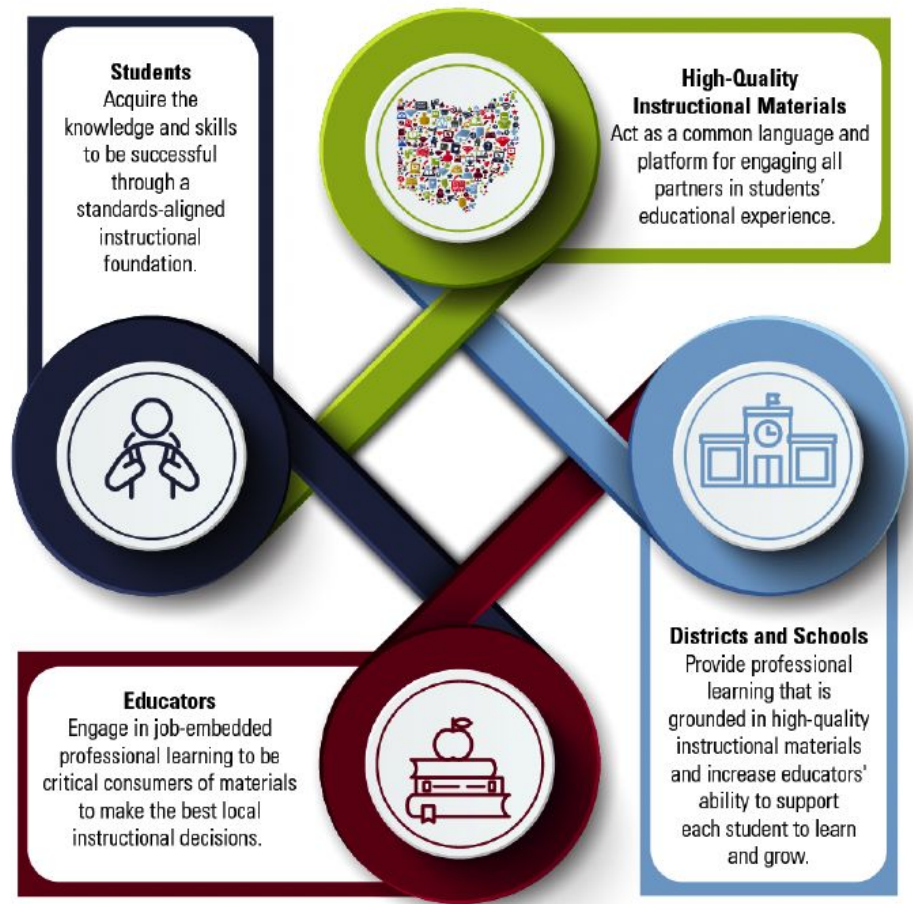 Students
Acquire the
knowledge and skills
to be successful
through a
standards-aligned
instructional
foundation.
High-Quality
Instructional Materials
Act as a common language and
platform for engaging all
partners in students’
educational experience.
Educators
Engage in job-embedded
professional learning to be
critical consumers of materials
to make the best local
instructional decisions.
Districts and Schools
Provide professional
learning that is
grounded in high-quality
instructional materials
and increase educators'
ability to support
each student to learn
and grow.